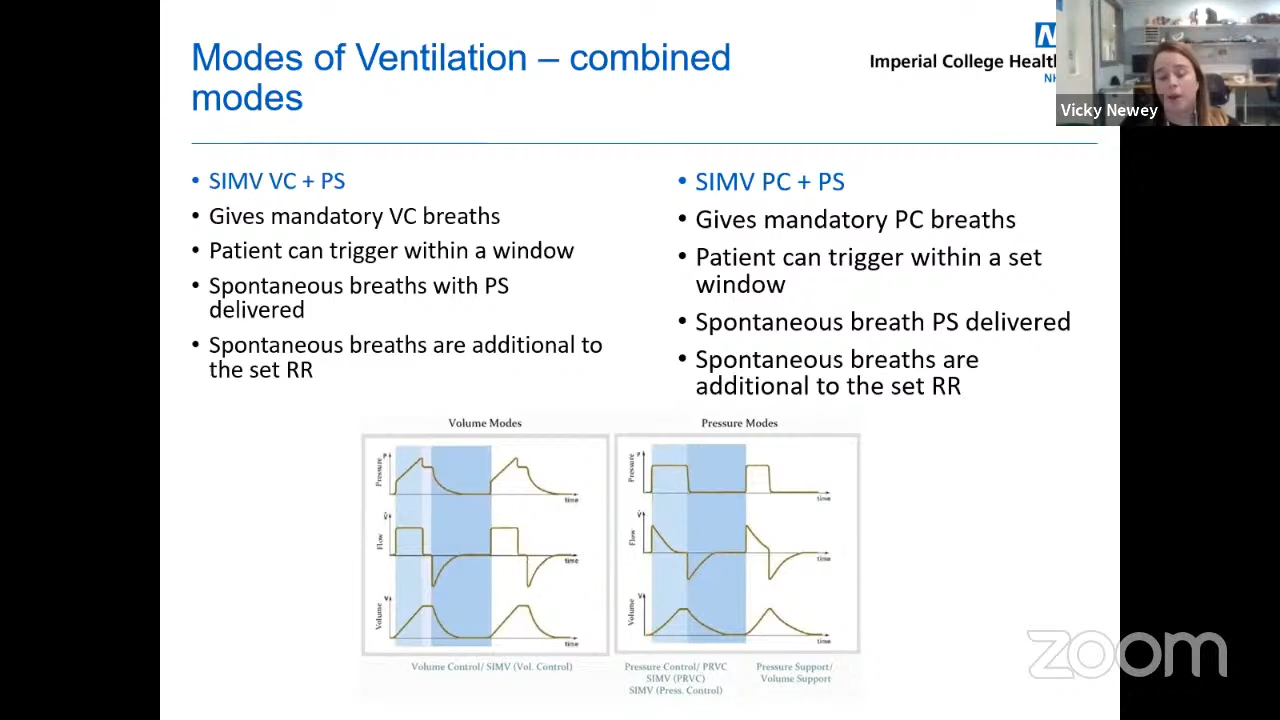 Modes of Ventilation – combined
modes
Imperial College Health
Vicky Newey
• SIMV VC + PS
• Gives mandatory VC breaths
• Patient can trigger within a window
• Spontaneous breaths with PS
delivered
• Spontaneous breaths are additional to
the set RR
• SIMV PC + PS
• Gives mandatory PC breaths
• Patient can trigger within a set
window
• Spontaneous breath PS delivered
• Spontaneous breaths are
additional to the set RR
Volume Modes
Pressure
P
time
Flow
V̇
time
Volume
V
time
Volume Control/ SIMV (Vol. Control)
Pressure Modes
Pressure
P
time
Flow
V̇
time
Volume
V
time
Pressure Control/ PRVC
SIMV (PRVC)
SIMV (Press. Control)
Pressure Support/
Volume Support
zoom